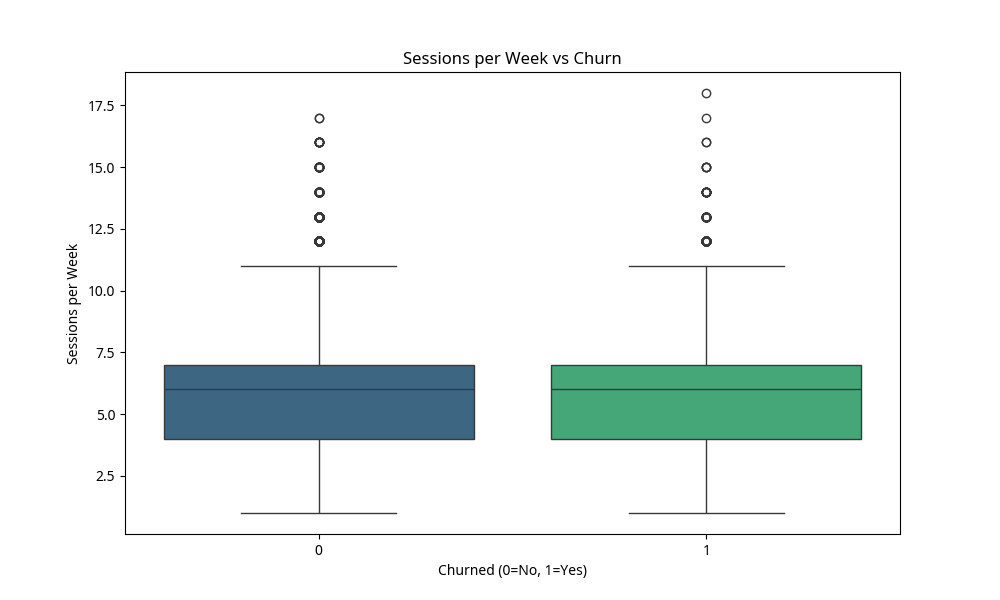 Sessions per Week vs Churn
Sessions per Week
17.5
15.0
12.5
10.0
7.5
5.0
2.5
0 1
Churned (0=No, 1=Yes)